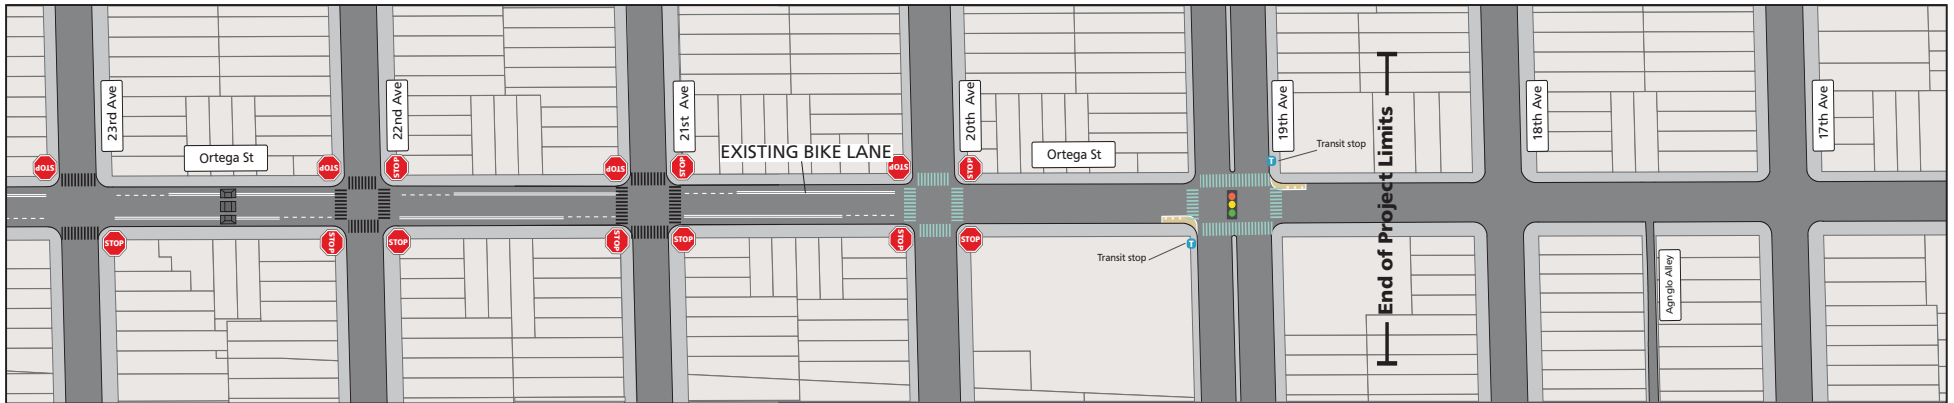 23rd Ave
22nd Ave
21st Ave
20th Ave
19th Ave
18th Ave
17th Ave
Ortega St
EXISTING BIKE LANE
Ortega St
Transit stop
T
STOP
STOP
STOP
STOP
STOP
STOP
STOP
STOP
STOP
STOP
STOP
STOP
STOP
STOP
T
Transit stop
End of Project Limits
Agnglo Alley